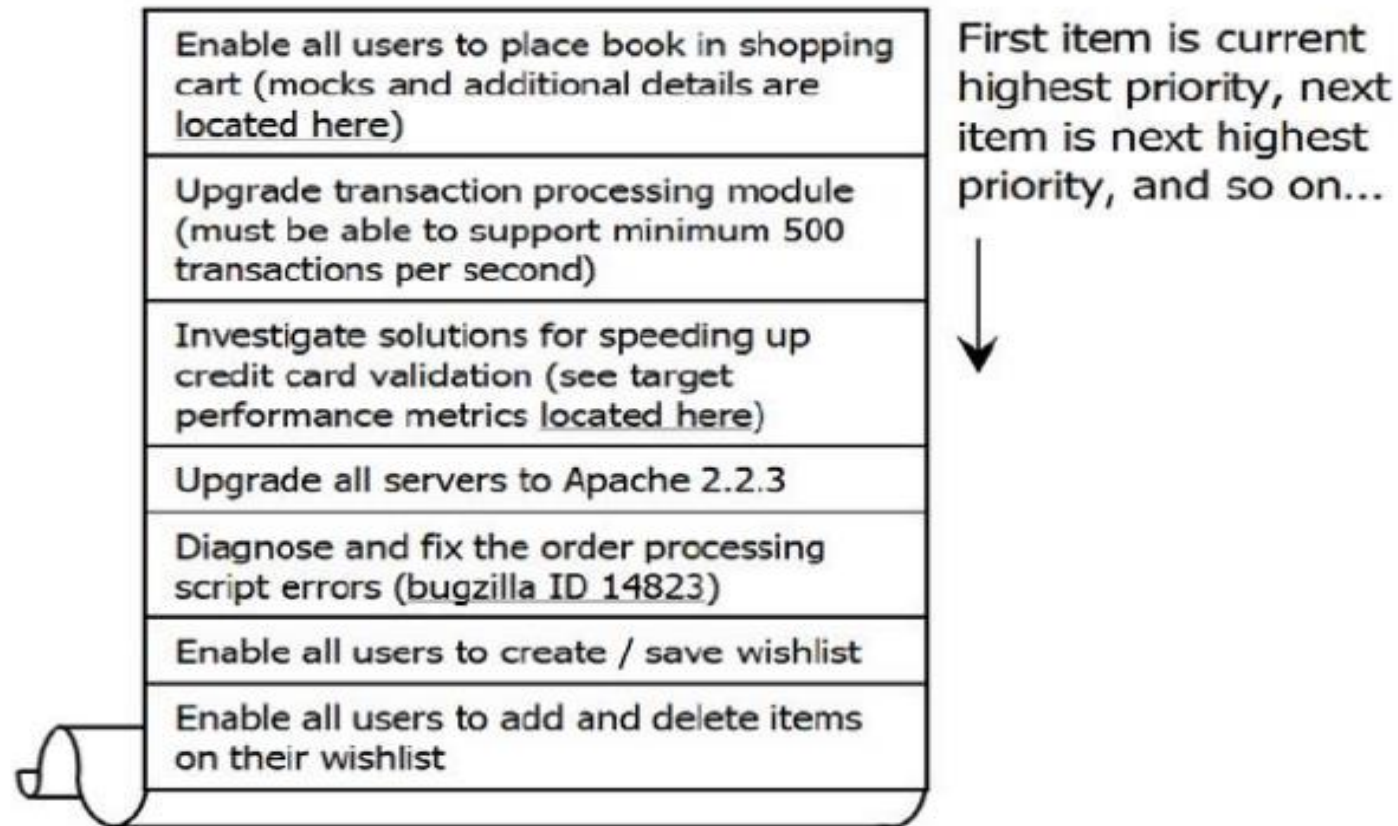 Enable all users to place book in shopping
cart (mocks and additional details are
located here)
Upgrade transaction processing module
(must be able to support minimum 500
transactions per second)
Investigate solutions for speeding up
credit card validation (see target
performance metrics located here)
Upgrade all servers to Apache 2.2.3
Diagnose and fix the order processing
script errors (bugzilla ID 14823)
Enable all users to create / save wishlist
Enable all users to add and delete items
on their wishlist
First item is current
highest priority, next
item is next highest
priority, and so on...